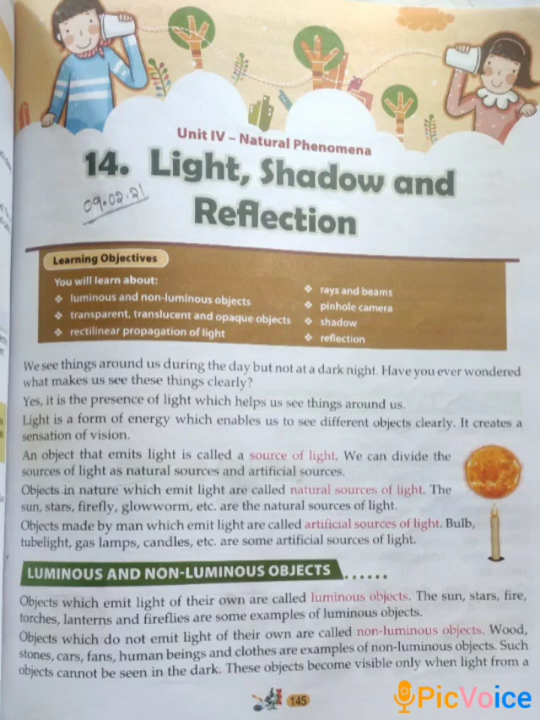 Unit IV – Natural Phenomena
14. Light, Shadow and
Reflection
09.02.21
Learning Objectives
You will learn about:
❖ luminous and non-luminous objects
❖ transparent, translucent and opaque objects
❖ rectilinear propagation of light
❖ rays and beams
❖ pinhole camera
❖ shadow
❖ reflection
We see things around us during the day but not at a dark night. Have you ever wondered
what makes us see these things clearly?
Yes, it is the presence of light which helps us see things around us.
Light is a form of energy which enables us to see different objects clearly. It creates a
sensation of vision.
An object that emits light is called a source of light. We can divide the
sources of light as natural sources and artificial sources.
Objects in nature which emit light are called natural sources of light. The
sun, stars, firefly, glowworm, etc. are the natural sources of light.
Objects made by man which emit light are called artificial sources of light. Bulb,
tubelight, gas lamps, candles, etc. are some artificial sources of light.
LUMINOUS AND NON-LUMINOUS OBJECTS
Objects which emit light of their own are called luminous objects. The sun, stars, fire,
torches, lanterns and fireflies are some examples of luminous objects.
Objects which do not emit light of their own are called non-luminous objects. Wood,
stones, cars, fans, human beings and clothes are examples of non-luminous objects. Such
objects cannot be seen in the dark. These objects become visible only when light from a
145
PicVoice